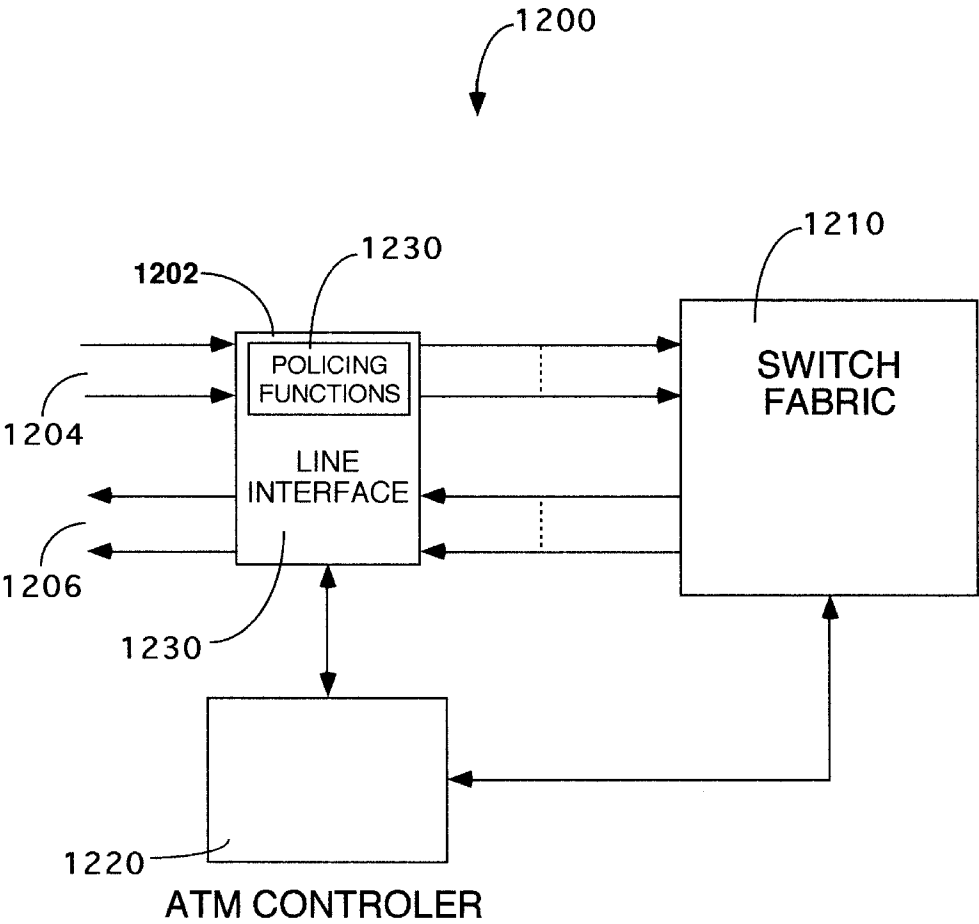 1200
1210
1230
1202
POLICING
FUNCTIONS
SWITCH
FABRIC
1204
LINE
INTERFACE
1206
1230
1220
ATM CONTROLER